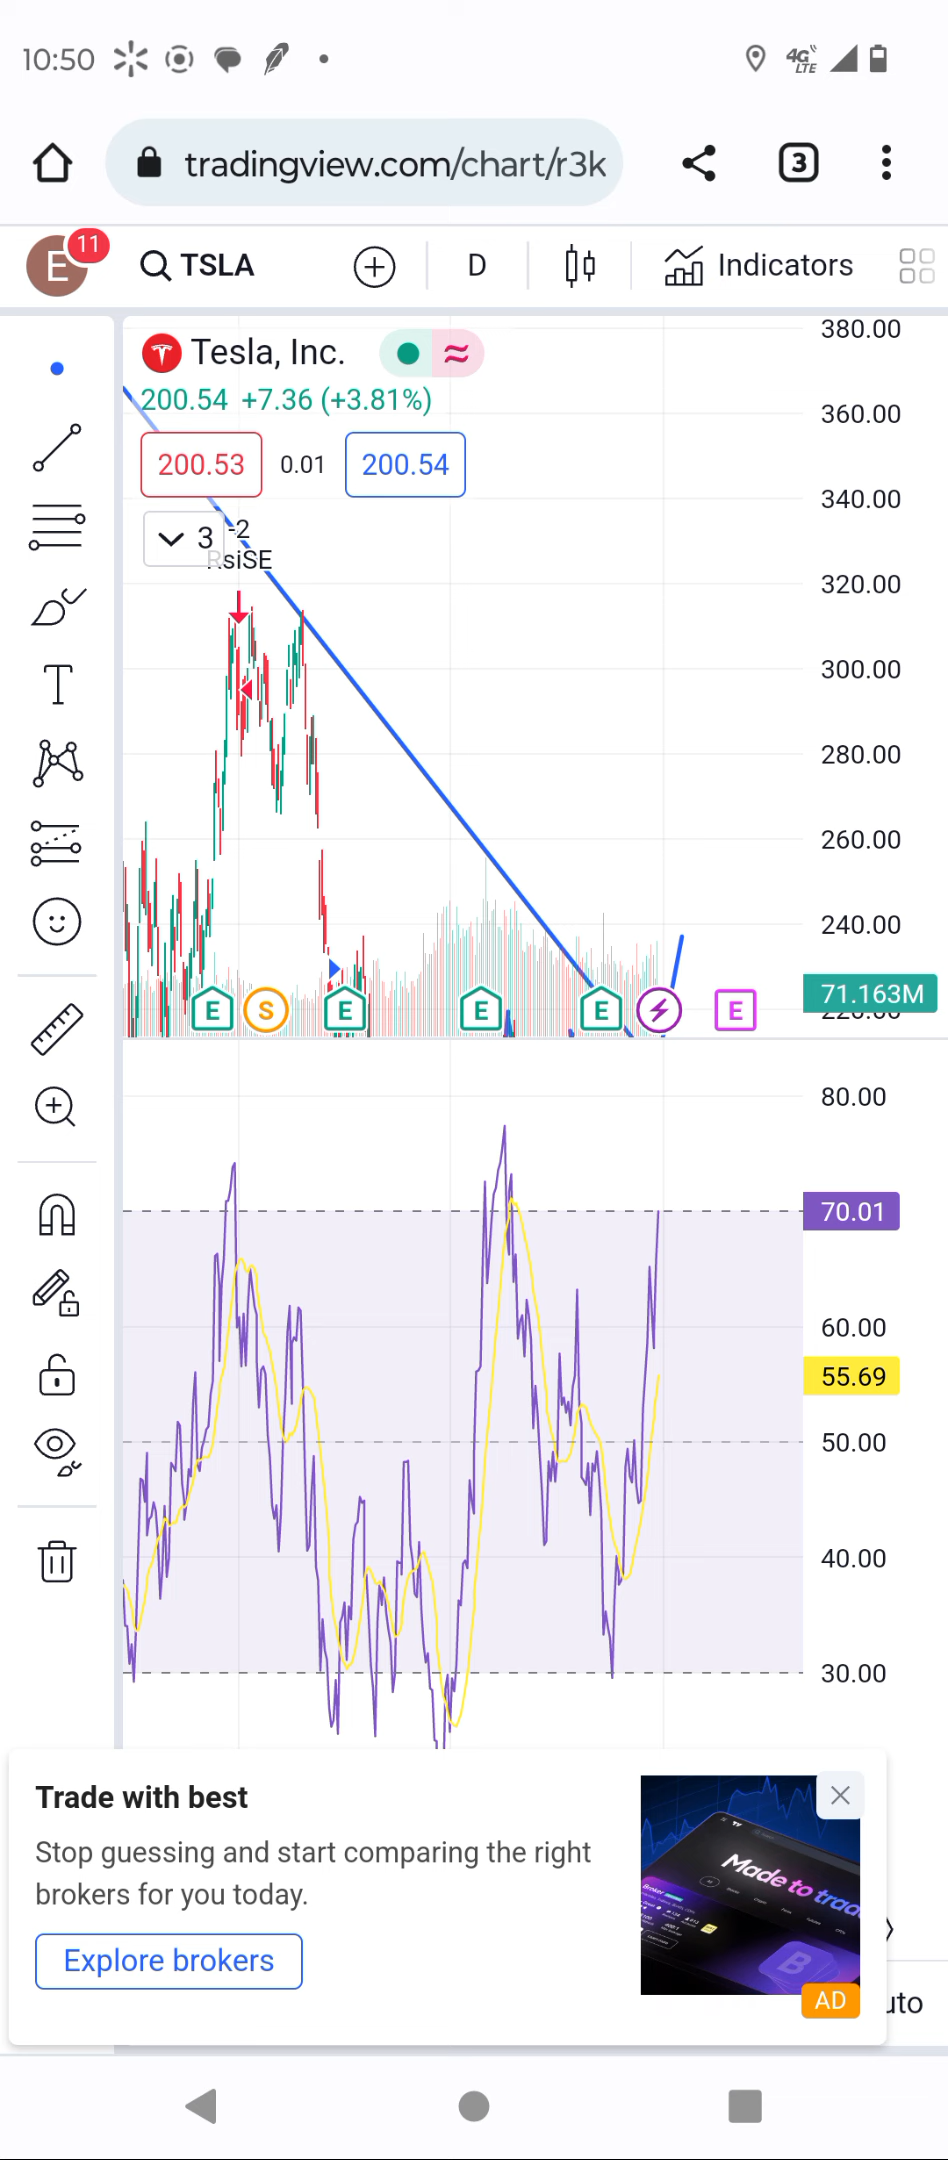 10:50
4G LTE
tradingview.com/chart/r3k
3
E
11
TSLA
D
Indicators
Tesla, Inc.
200.54 +7.36 (+3.81%)
200.53
0.01
200.54
3
-2
RsiSE
380.00
360.00
340.00
320.00
300.00
280.00
260.00
240.00
71.163M
220.00
E
S
E
E
E
E
80.00
70.01
60.00
55.69
50.00
40.00
30.00
Trade with best
Stop guessing and start comparing the right
brokers for you today.
Explore brokers
Made to trad
B
AD
uto